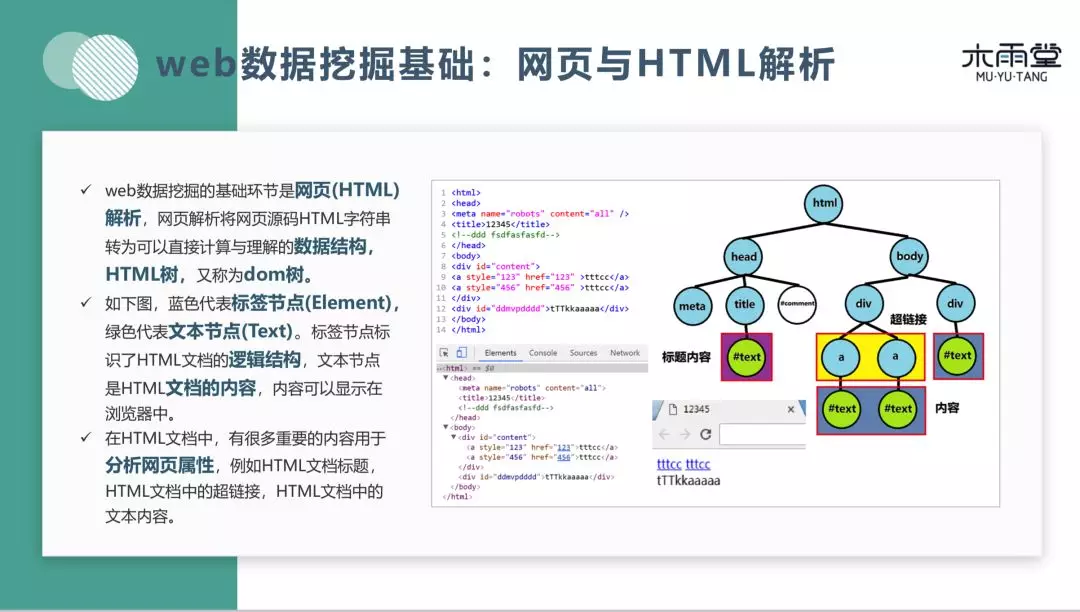 web数据挖掘基础：网页与HTML解析
木雨堂
MU·YU·TANG
✓ web数据挖掘的基础环节是网页(HTML)
解析，网页解析将网页源码HTML字符串
转为可以直接计算与理解的数据结构，
HTML树，又称为dom树。
✓ 如下图，蓝色代表标签节点(Element)，
绿色代表文本节点(Text)。标签节点标
识了HTML文档的逻辑结构，文本节点
是HTML文档的内容，内容可以显示在
浏览器中。
✓ 在HTML文档中，有很多重要的内容用于
分析网页属性，例如HTML文档标题，
HTML文档中的超链接，HTML文档中的
文本内容。
1 <html>
2 <head>
3 <meta name="robots" content="all" />
4 <title>12345</title>
5 <!--ddd fsdfasfasfd-->
6 </head>
7 <body>
8 <div id="content">
9 <a style="123" href="123" >tttcc</a>
10 <a style="456" href="456" >tttcc</a>
11 </div>
12 <div id="ddmvpdddd">tTTkkaaaaa</div>
13 </body>
14 </html>
Elements Console Sources Network
<html> == $0
▼<head>
<meta name="robots" content="all">
<title>12345</title>
<!--ddd fsdfasfasfd-->
</head>
▼<body>
▼<div id="content">
<a style="123" href="123">tttcc</a>
<a style="456" href="456">tttcc</a>
</div>
<div id="ddmvpdddd">tTTkkaaaaa</div>
</body>
</html>
html
head body
meta title #comment div div
超链接
标题内容 #text a a #text
#text #text 内容
12345 ×
tttcc tttcc
tTTkkaaaaa